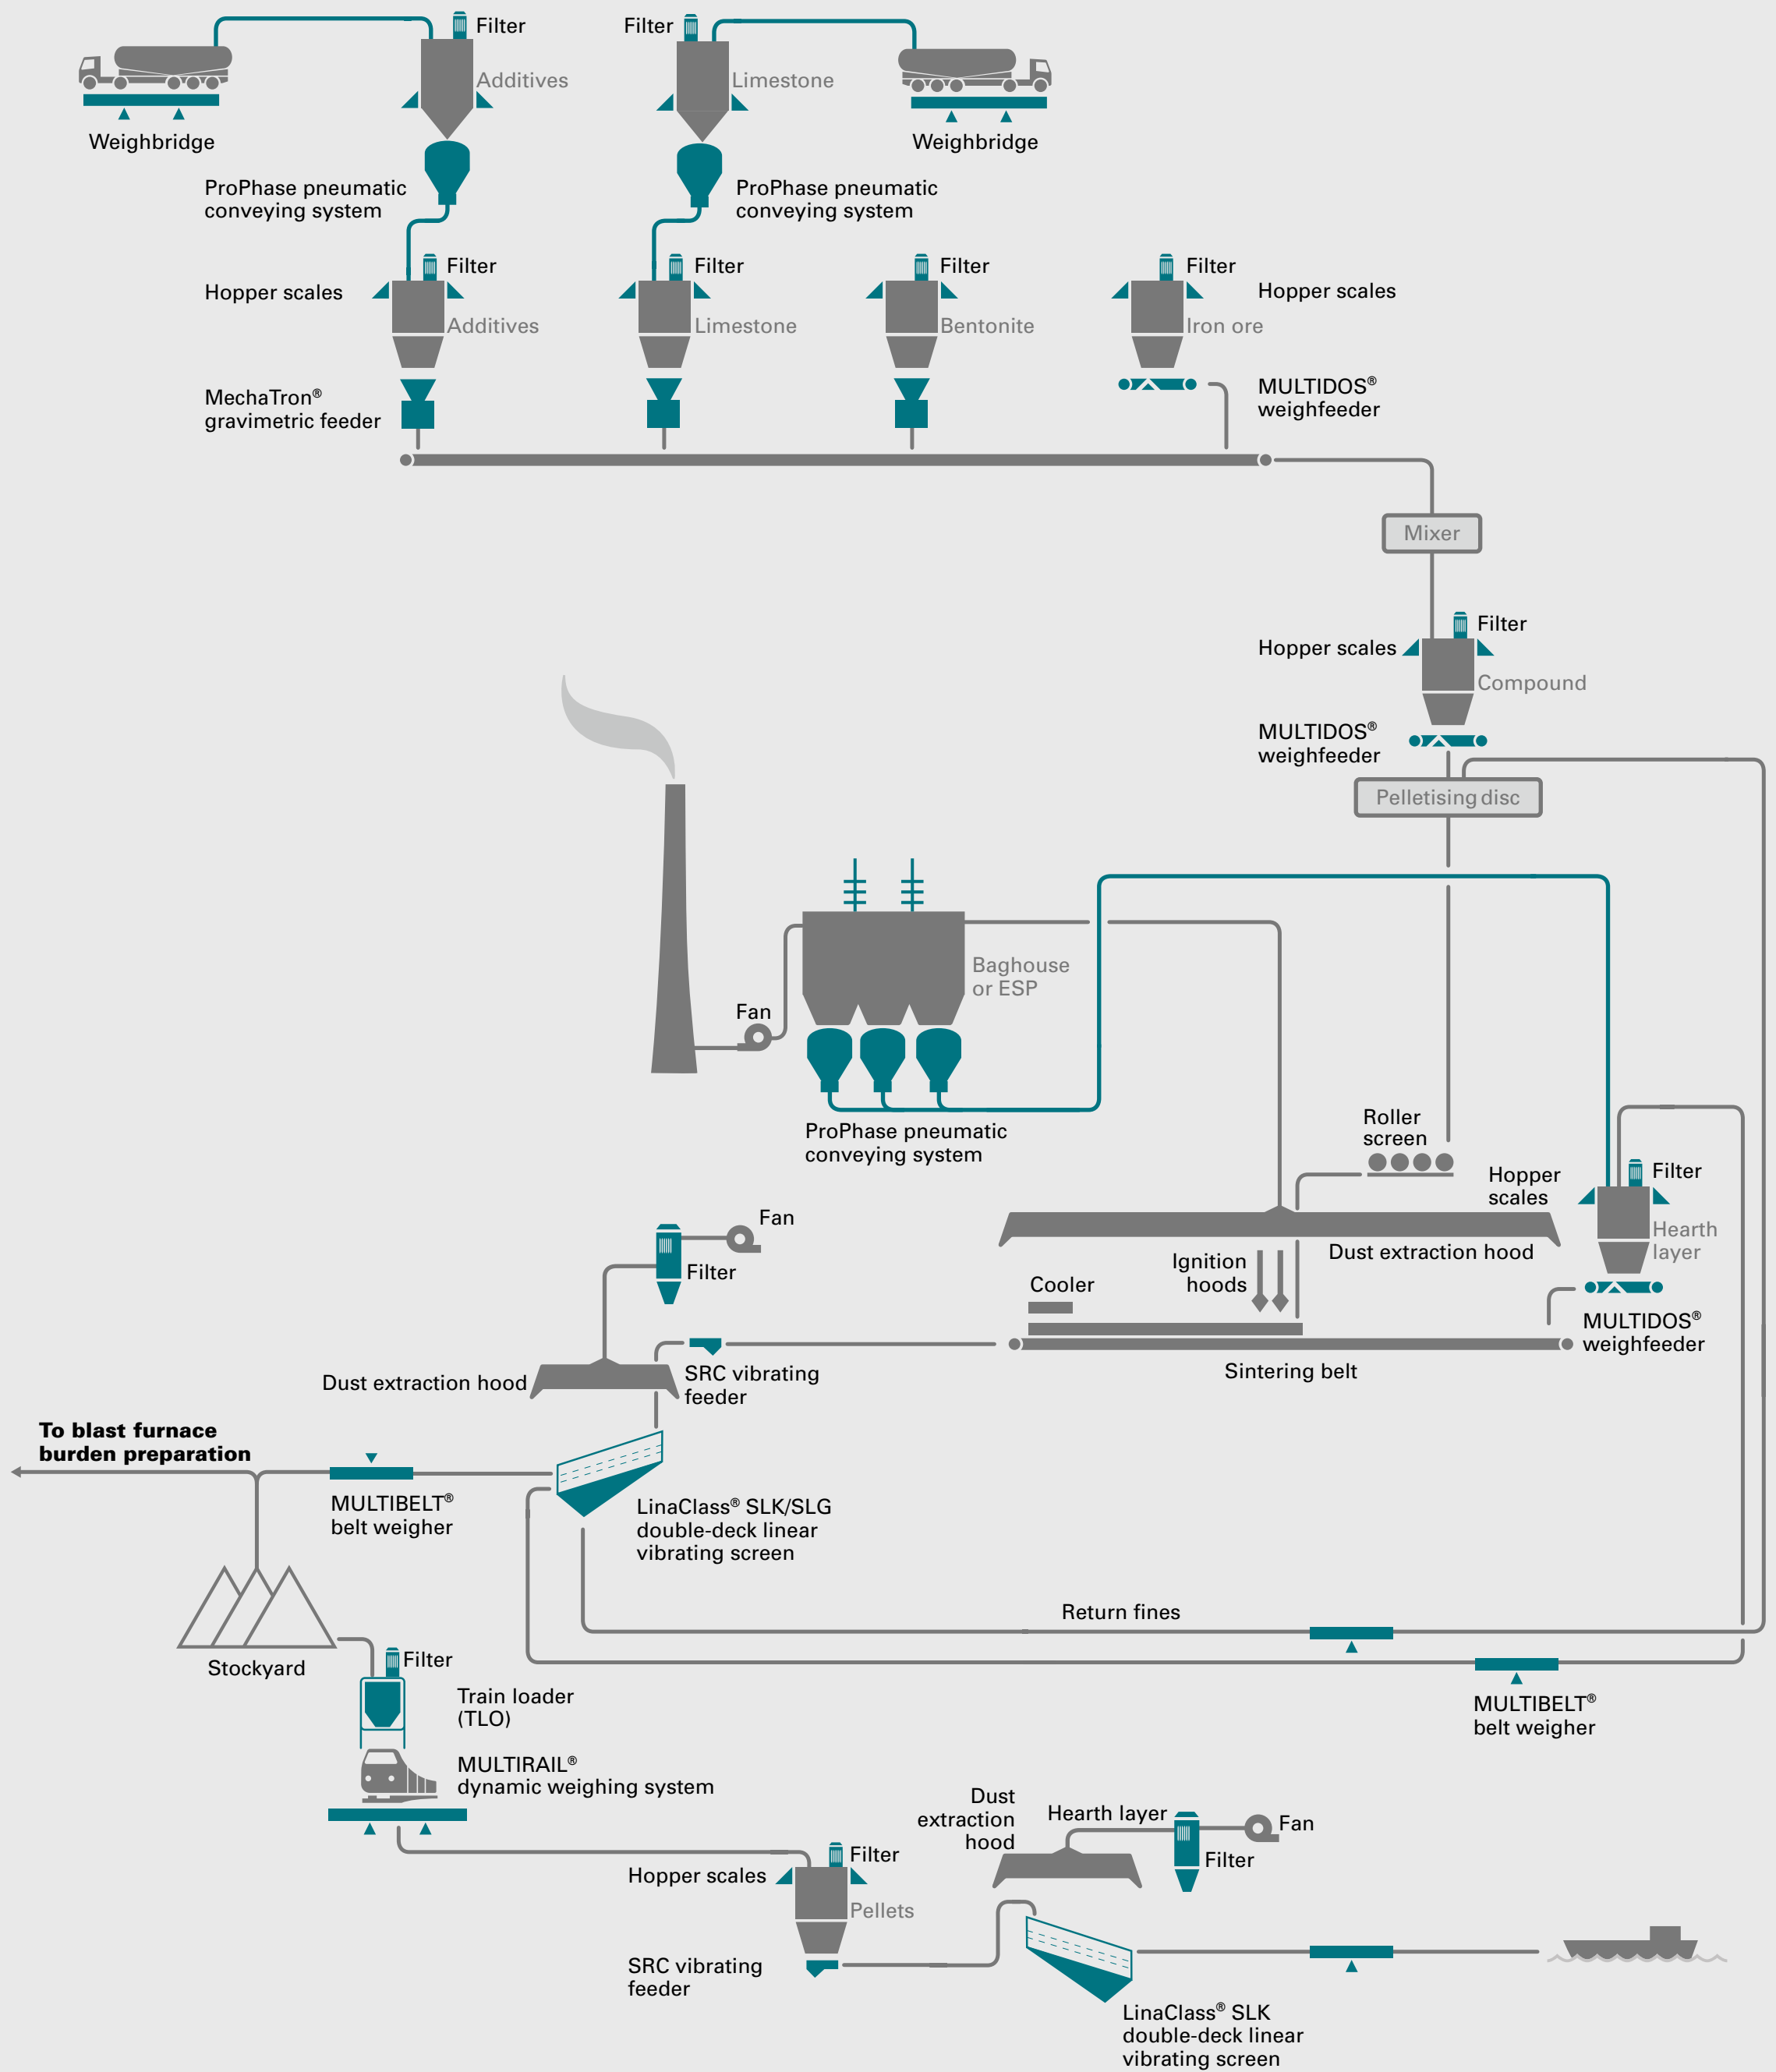 Filter
Filter
Additives
Limestone
Weighbridge
Weighbridge
ProPhase pneumatic
conveying system
ProPhase pneumatic
conveying system
Filter
Filter
Filter
Filter
Hopper scales
Hopper scales
Additives
Limestone
Bentonite
Iron ore
MechaTron®
gravimetric feeder
MULTIDOS®
weighfeeder
Mixer
Filter
Hopper scales
Compound
MULTIDOS®
weighfeeder
Pelletising disc
Baghouse
or ESP
Fan
ProPhase pneumatic
conveying system
Roller
screen
Hopper
scales
Filter
Hearth
layer
Fan
Filter
Dust extraction hood
Ignition
hoods
Cooler
MULTIDOS®
weighfeeder
Sintering belt
Dust extraction hood
SRC vibrating
feeder
To blast furnace
burden preparation
MULTIBELT®
belt weigher
LinaClass® SLK/SLG
double-deck linear
vibrating screen
Return fines
Stockyard
Filter
Train loader
(TLO)
MULTIBELT®
belt weigher
MULTIRAIL®
dynamic weighing system
Dust
extraction
hood
Hearth layer
Fan
Filter
Filter
Hopper scales
Pellets
SRC vibrating
feeder
LinaClass® SLK
double-deck linear
vibrating screen